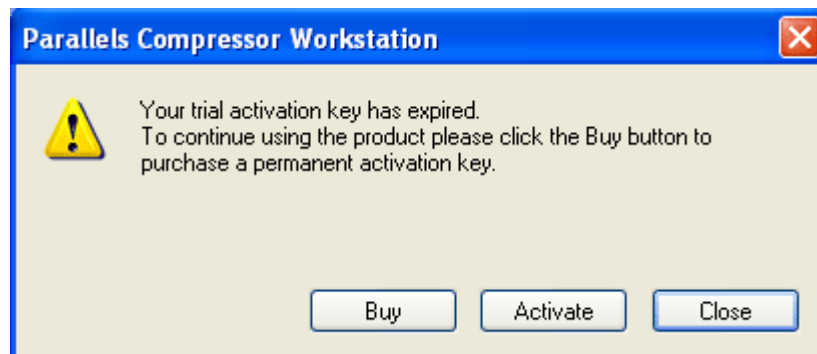 Parallels Compressor Workstation
Your trial activation key has expired.
To continue using the product please click the Buy button to
purchase a permanent activation key.
Buy Activate Close